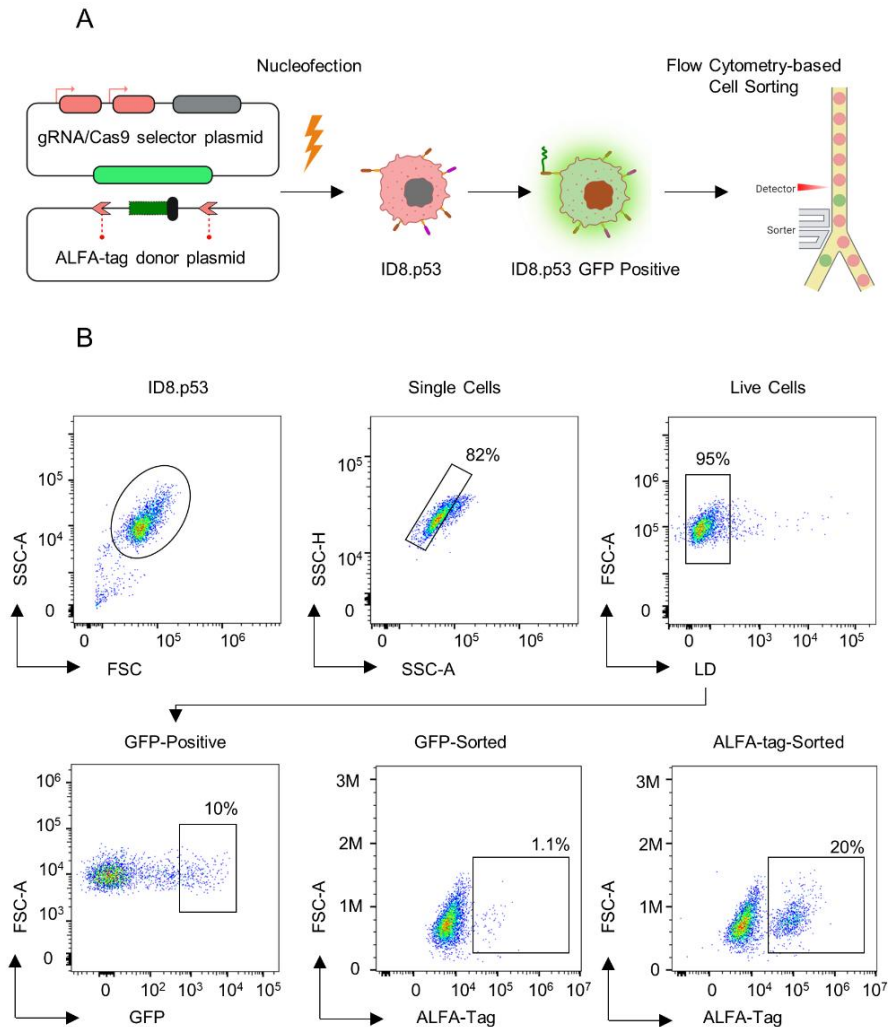 A
Nucleofection
Flow Cytometry-based
Cell Sorting
gRNA/Cas9 selector plasmid
Detector
Sorter
ALFA-tag donor plasmid
ID8.p53
ID8.p53 GFP Positive
B
ID8.p53
Single Cells
Live Cells
SSC-A
10⁵
10⁴
0
0
10⁵
10⁶
FSC
82%
SSC-H
10⁵
10⁴
0
0
10⁵
10⁶
SSC-A
95%
FSC-A
10⁶
10⁵
0
0
10³
10⁴
10⁵
LD
GFP-Positive
GFP-Sorted
ALFA-tag-Sorted
10%
FSC-A
10⁶
10⁵
10⁴
10³
0
0
10²
10³
10⁴
10⁵
GFP
1.1%
FSC-A
3M
2M
1M
0
0
10⁴
10⁵
10⁶
10⁷
ALFA-Tag
20%
FSC-A
3M
2M
1M
0
0
10⁴
10⁵
10⁶
10⁷
ALFA-Tag